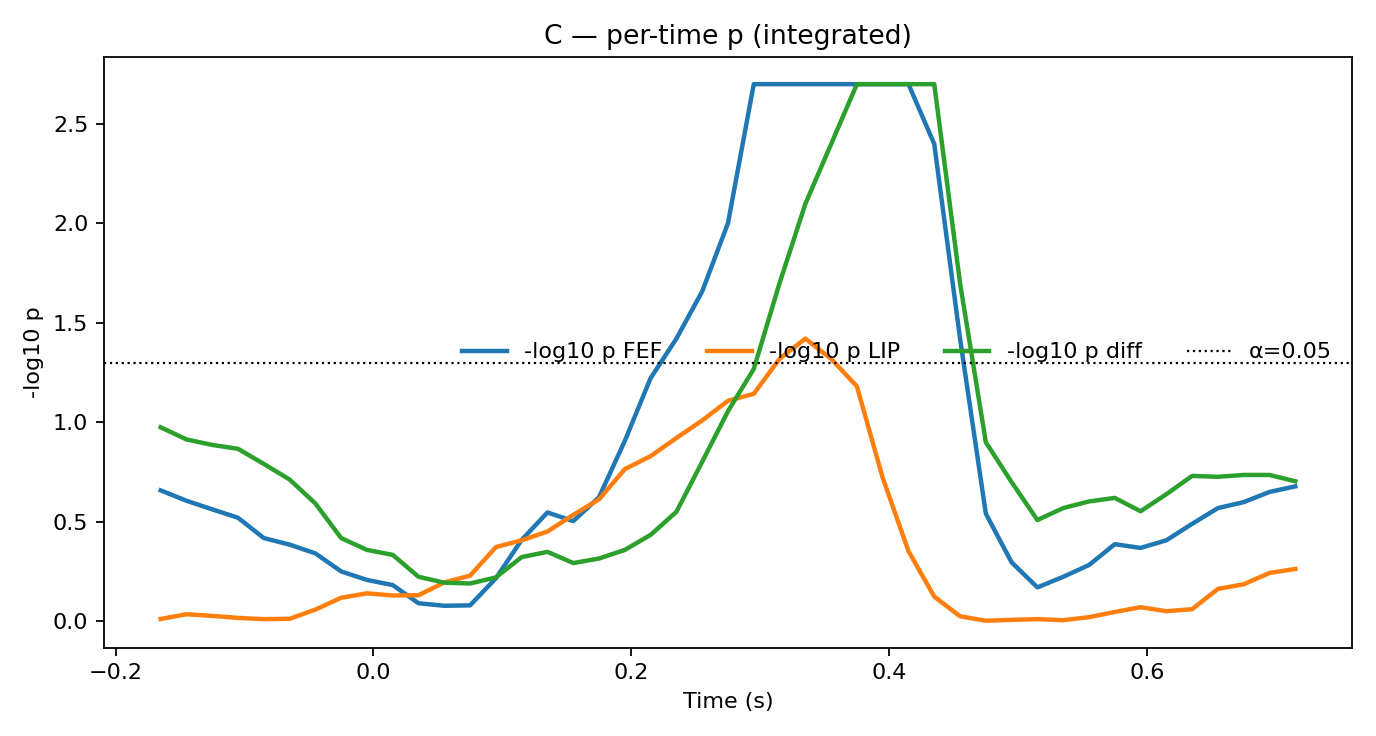 C — per-time p (integrated)
-log10 p
2.5
2.0
1.5
1.0
0.5
0.0
-log10 p FEF
-log10 p LIP
-log10 p diff
α=0.05
−0.2
0.0
0.2
0.4
0.6
Time (s)